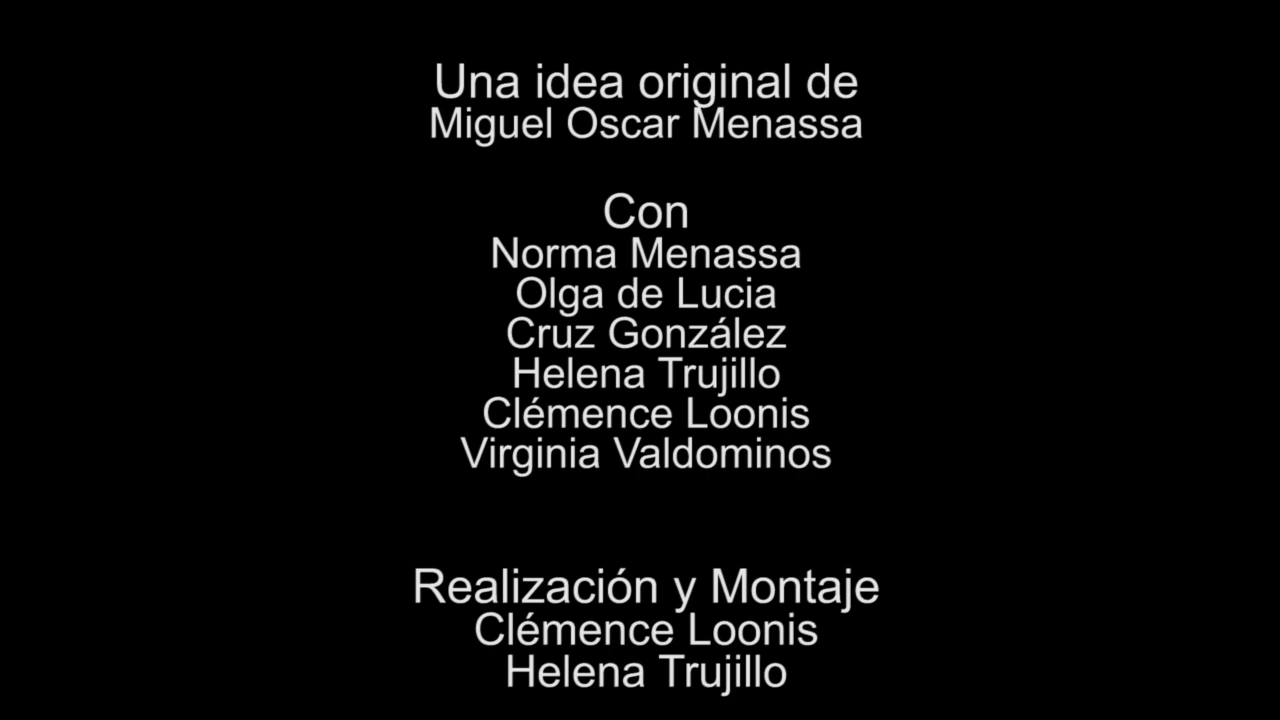 Una idea original de
Miguel Oscar Menassa
Con
Norma Menassa
Olga de Lucia
Cruz González
Helena Trujillo
Clémence Loonis
Virginia Valdominos
Realización y Montaje
Clémence Loonis
Helena Trujillo